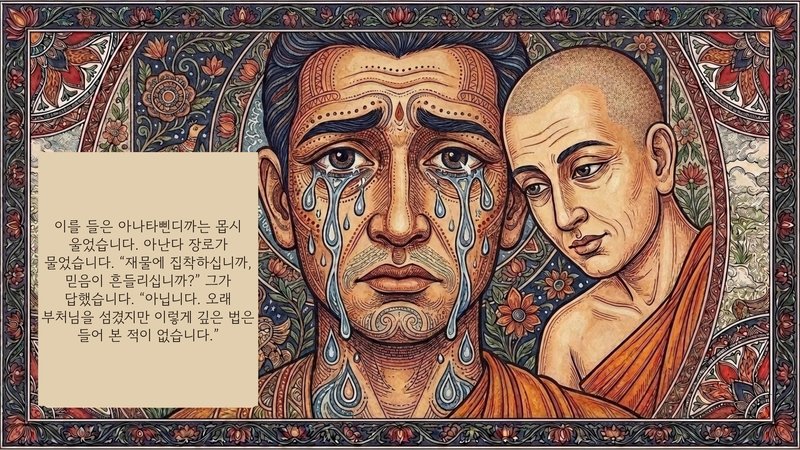 이를 들은 아나타삔디까는 몹시
울었습니다. 아난다 장로가
물었습니다. “재물에 집착하십니까,
믿음이 흔들리십니까?” 그가
답했습니다. “아닙니다. 오래
부처님을 섬겼지만 이렇게 깊은 법은
들어 본 적이 없습니다.”